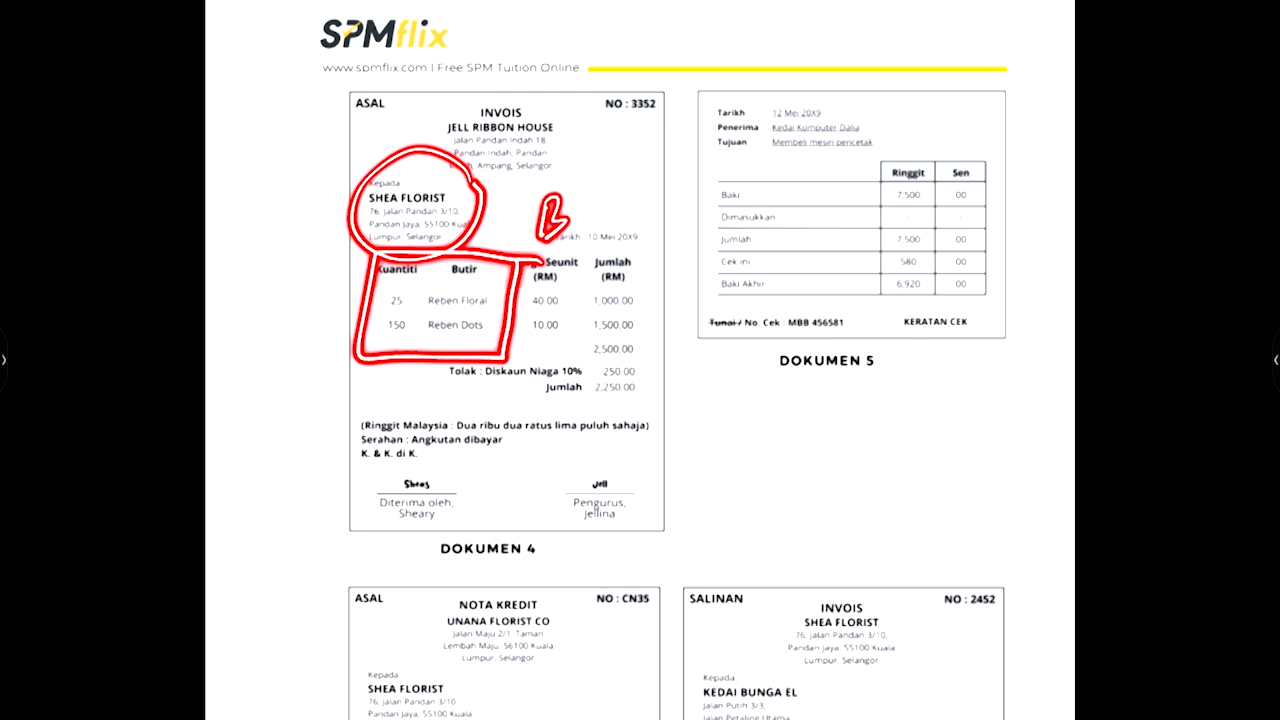 SPMflix
www.spmflix.com | Free SPM Tuition Online
ASAL NO : 3352
INVOIS
JELL RIBBON HOUSE
Jalan Pandan Indah 18,
Pandan Indah, Pandan
Ampang, Selangor
Kepada
SHEA FLORIST
76, Jalan Pandan 3/10,
Pandan Jaya, 55100 Kuala
Lumpur, Selangor
Tarikh : 10 Mei 20X9
Kuantiti Butir Seunit (RM) Jumlah (RM)
25 Reben Floral 40.00 1,000.00
150 Reben Dots 10.00 1,500.00
2,500.00
Tolak : Diskaun Niaga 10% 250.00
Jumlah 2,250.00
(Ringgit Malaysia : Dua ribu dua ratus lima puluh sahaja)
Serahan : Angkutan dibayar
K. & K. di K.
Sheas Jell
Diterima oleh, Pengurus,
Sheary Jellina
DOKUMEN 4
Tarikh 12 Mei 20X9
Penerima Kedai Komputer Dalia
Tujuan Membeli mesin pencetak
Ringgit Sen
Baki 7,500 00
Dimasukkan - -
Jumlah 7,500 00
Cek ini 580 00
Baki Akhir 6,920 00
Tunai / No. Cek : MBB 456581 KERATAN CEK
DOKUMEN 5
ASAL NO : CN35
NOTA KREDIT
UNANA FLORIST CO
Jalan Maju 2/1, Taman
Lembah Maju, 56100 Kuala
Lumpur, Selangor
Kepada
SHEA FLORIST
76, Jalan Pandan 3/10
Pandan Jaya, 55100 Kuala
SALINAN NO : 2452
INVOIS
SHEA FLORIST
76, Jalan Pandan 3/10,
Pandan Jaya, 55100 Kuala
Lumpur, Selangor
Kepada
KEDAI BUNGA EL
Jalan Putih 3/3,
Jalan Petaling Utama